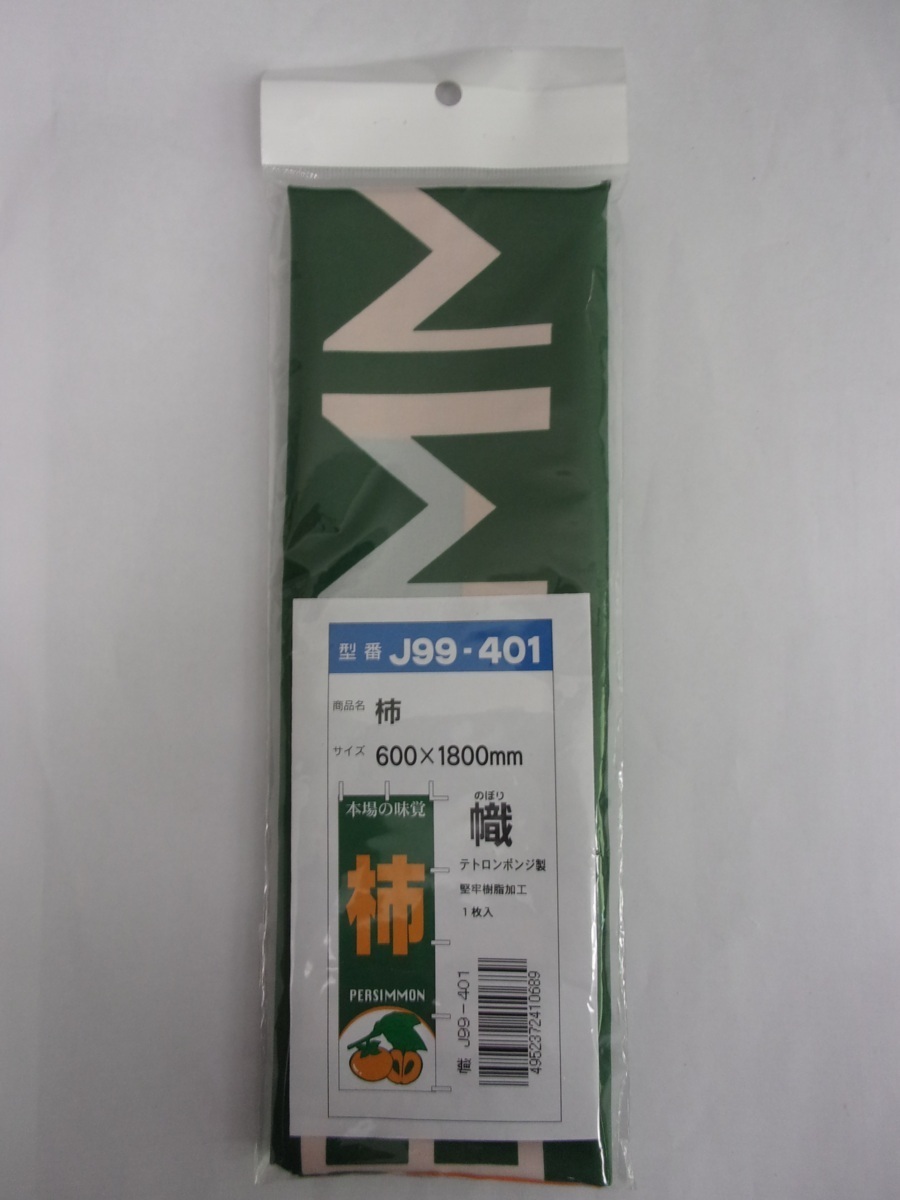 MM
型番 J99-401
商品名 柿
サイズ 600×1800mm
本場の味覚
柿
PERSIMMON
のぼり
幟
テトロンポンジ製
堅牢樹脂加工
1枚入
幟 J99-401
4952372410689